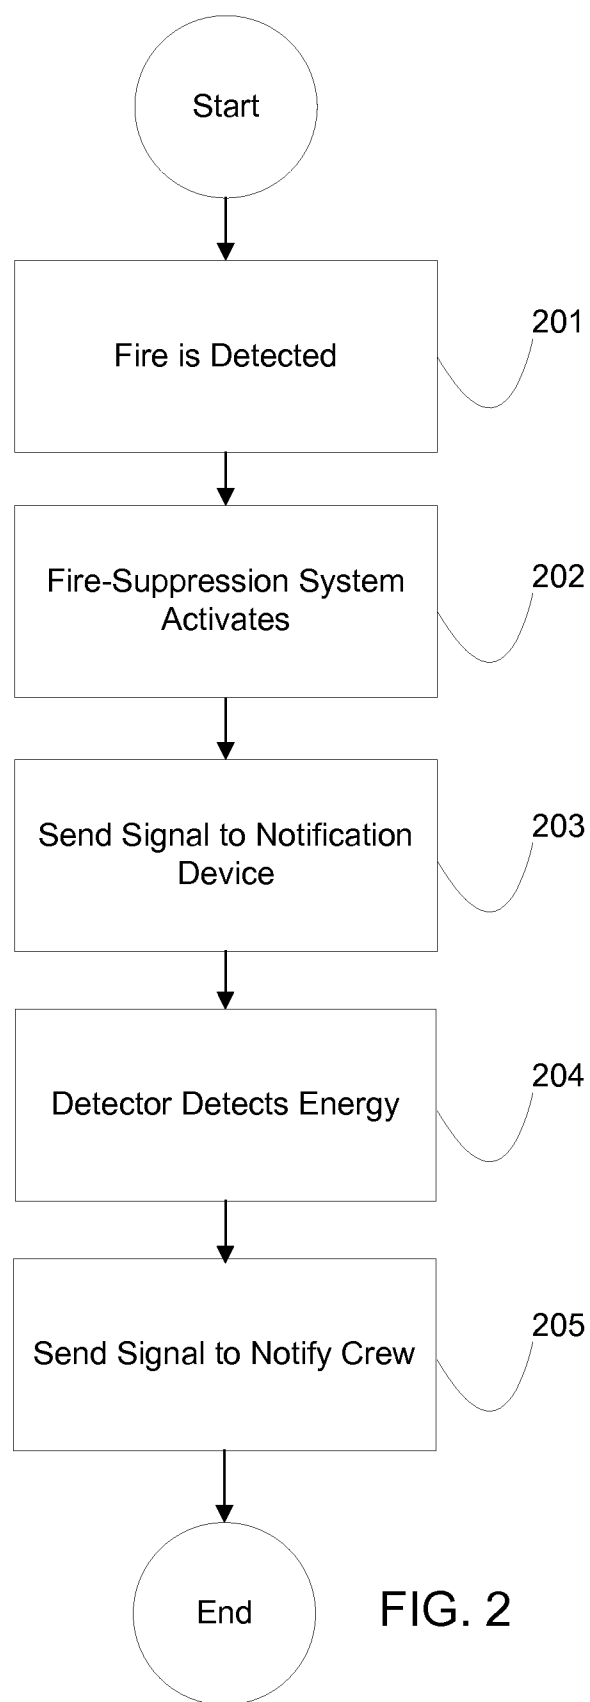 Start
Fire is Detected
201
Fire-Suppression System
Activates
202
Send Signal to Notification
Device
203
Detector Detects Energy
204
Send Signal to Notify Crew
205
End
FIG. 2